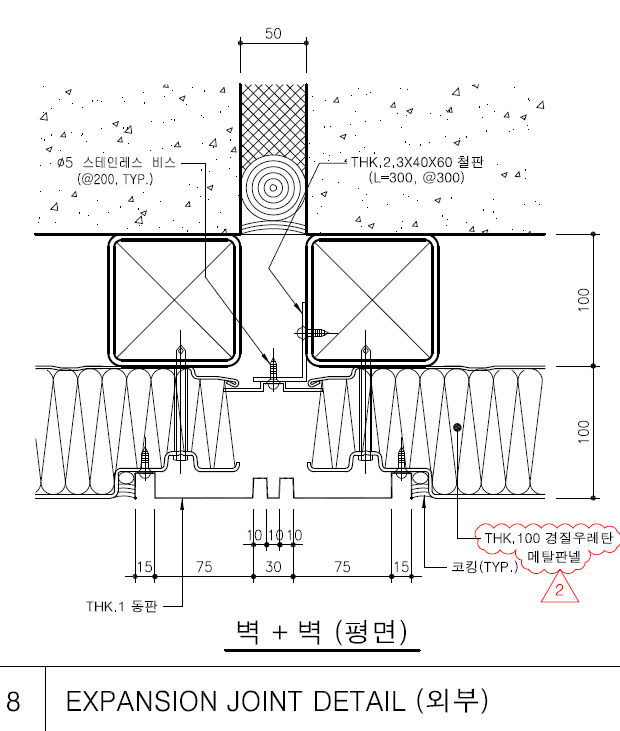 50
ø5 스테인레스 비스
(@200, TYP.)
THK.2,3X40X60 철판
(L=300, @300)
100
100
10 10 10
15 75 30 75 15
THK.100 경질우레탄
메탈판넬
코킹(TYP.)
2
THK.1 동판
벽 + 벽 (평면)
8 EXPANSION JOINT DETAIL (외부)